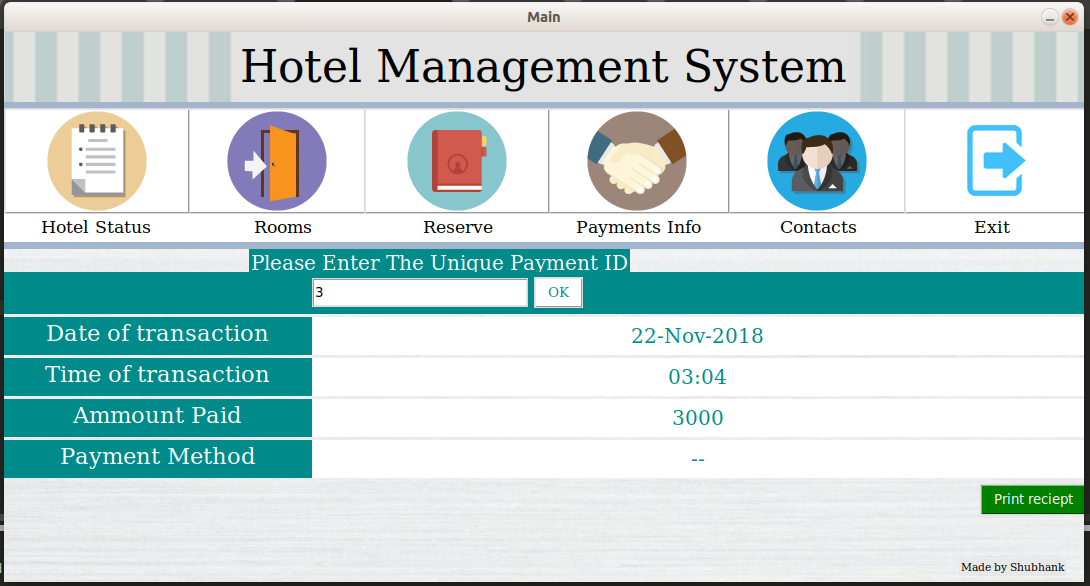 Main
Hotel Management System
Hotel Status
Rooms
Reserve
Payments Info
Contacts
Exit
Please Enter The Unique Payment ID
3
OK
Date of transaction
22-Nov-2018
Time of transaction
03:04
Ammount Paid
3000
Payment Method
--
Print reciept
Made by Shubhank